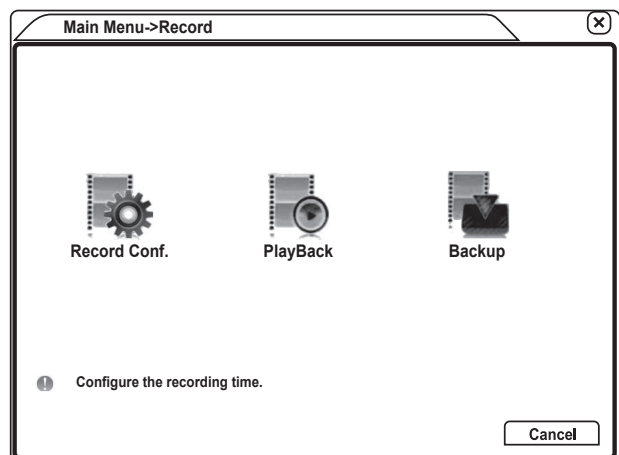 Main Menu->Record
Record Conf.
PlayBack
Backup
Configure the recording time.
Cancel